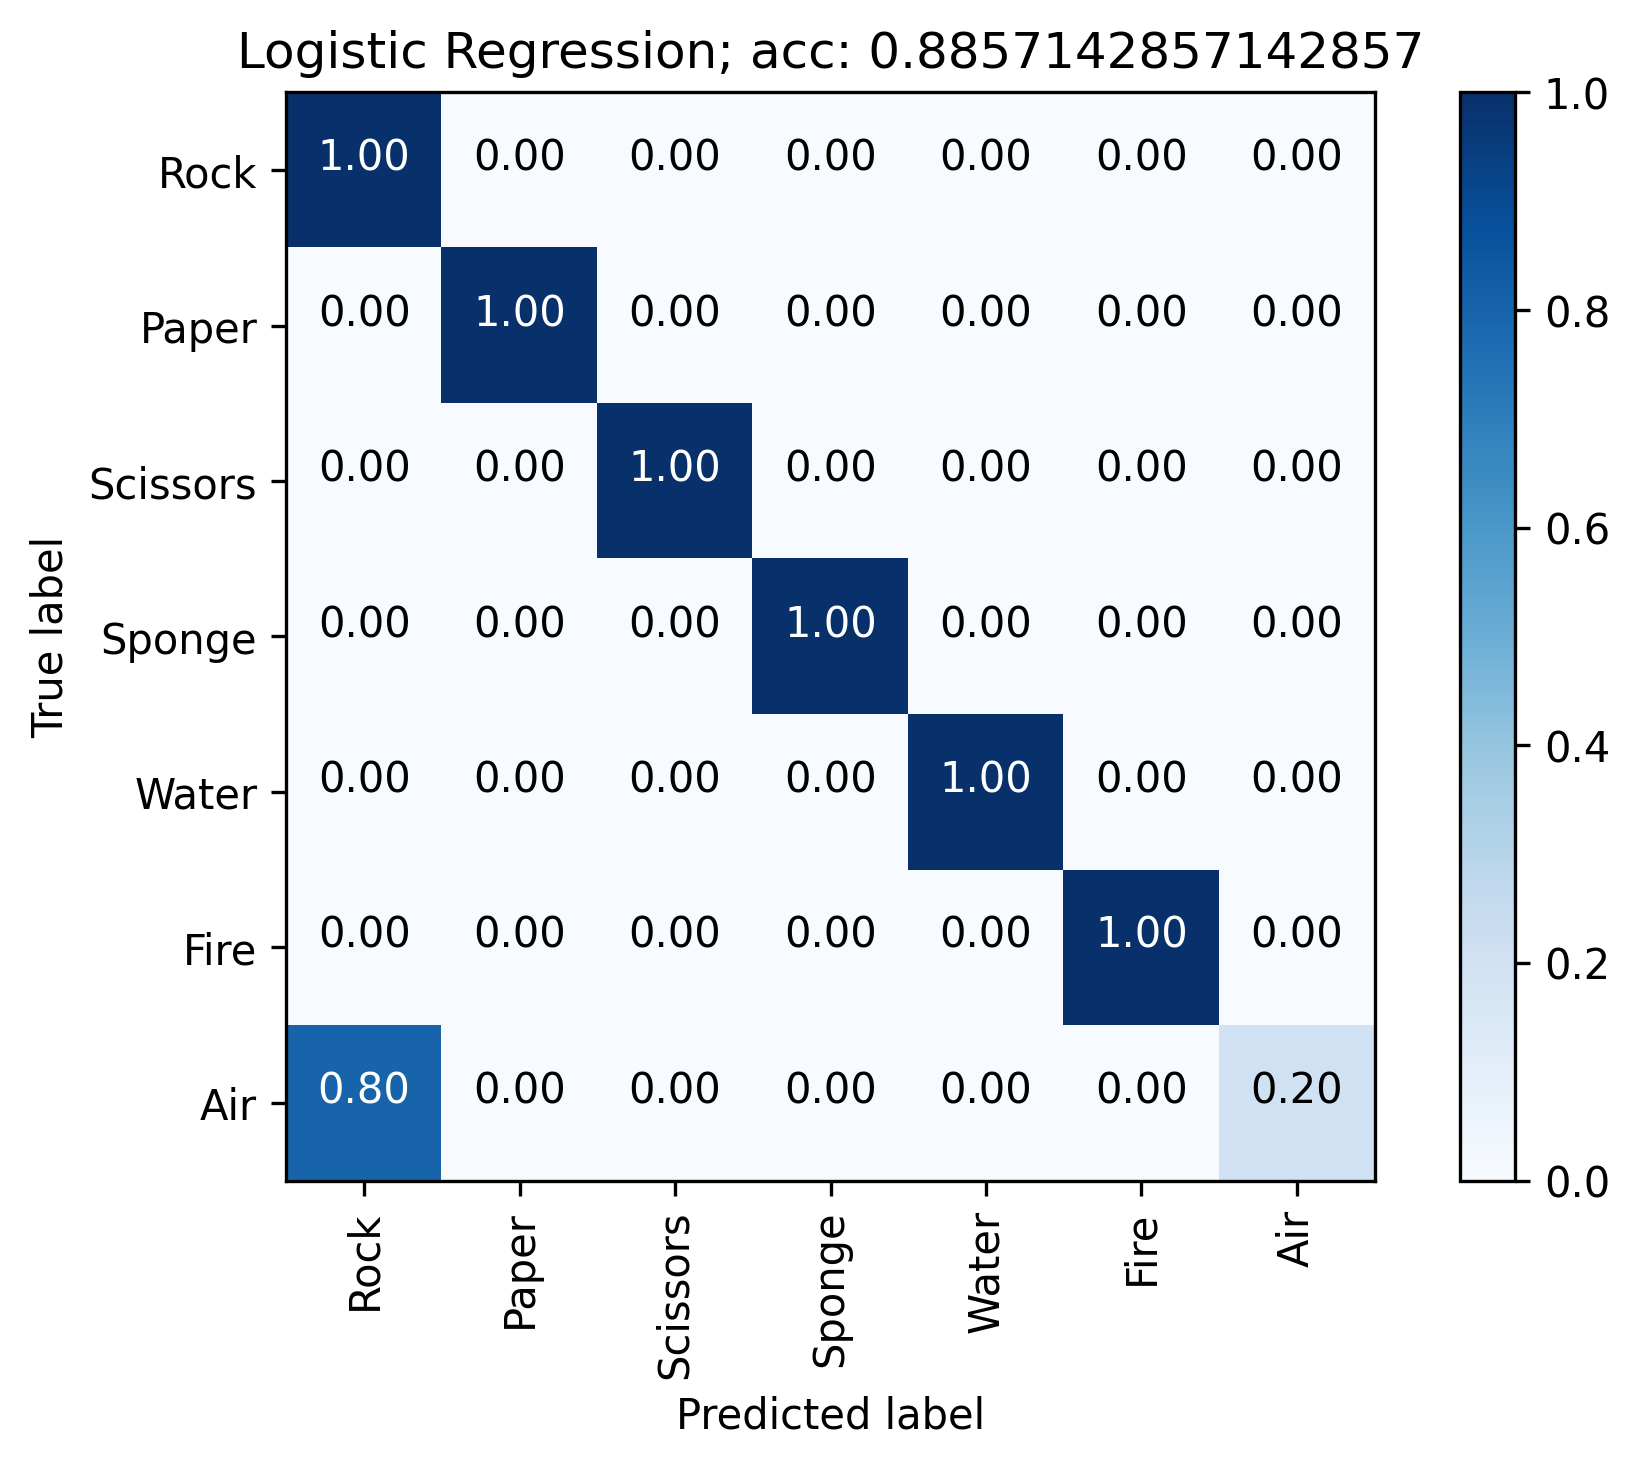 Logistic Regression; acc: 0.8857142857142857
True label
Rock 1.00 0.00 0.00 0.00 0.00 0.00 0.00
Paper 0.00 1.00 0.00 0.00 0.00 0.00 0.00
Scissors 0.00 0.00 1.00 0.00 0.00 0.00 0.00
Sponge 0.00 0.00 0.00 1.00 0.00 0.00 0.00
Water 0.00 0.00 0.00 0.00 1.00 0.00 0.00
Fire 0.00 0.00 0.00 0.00 0.00 1.00 0.00
Air 0.80 0.00 0.00 0.00 0.00 0.00 0.20
Rock Paper Scissors Sponge Water Fire Air
Predicted label
1.0
0.8
0.6
0.4
0.2
0.0